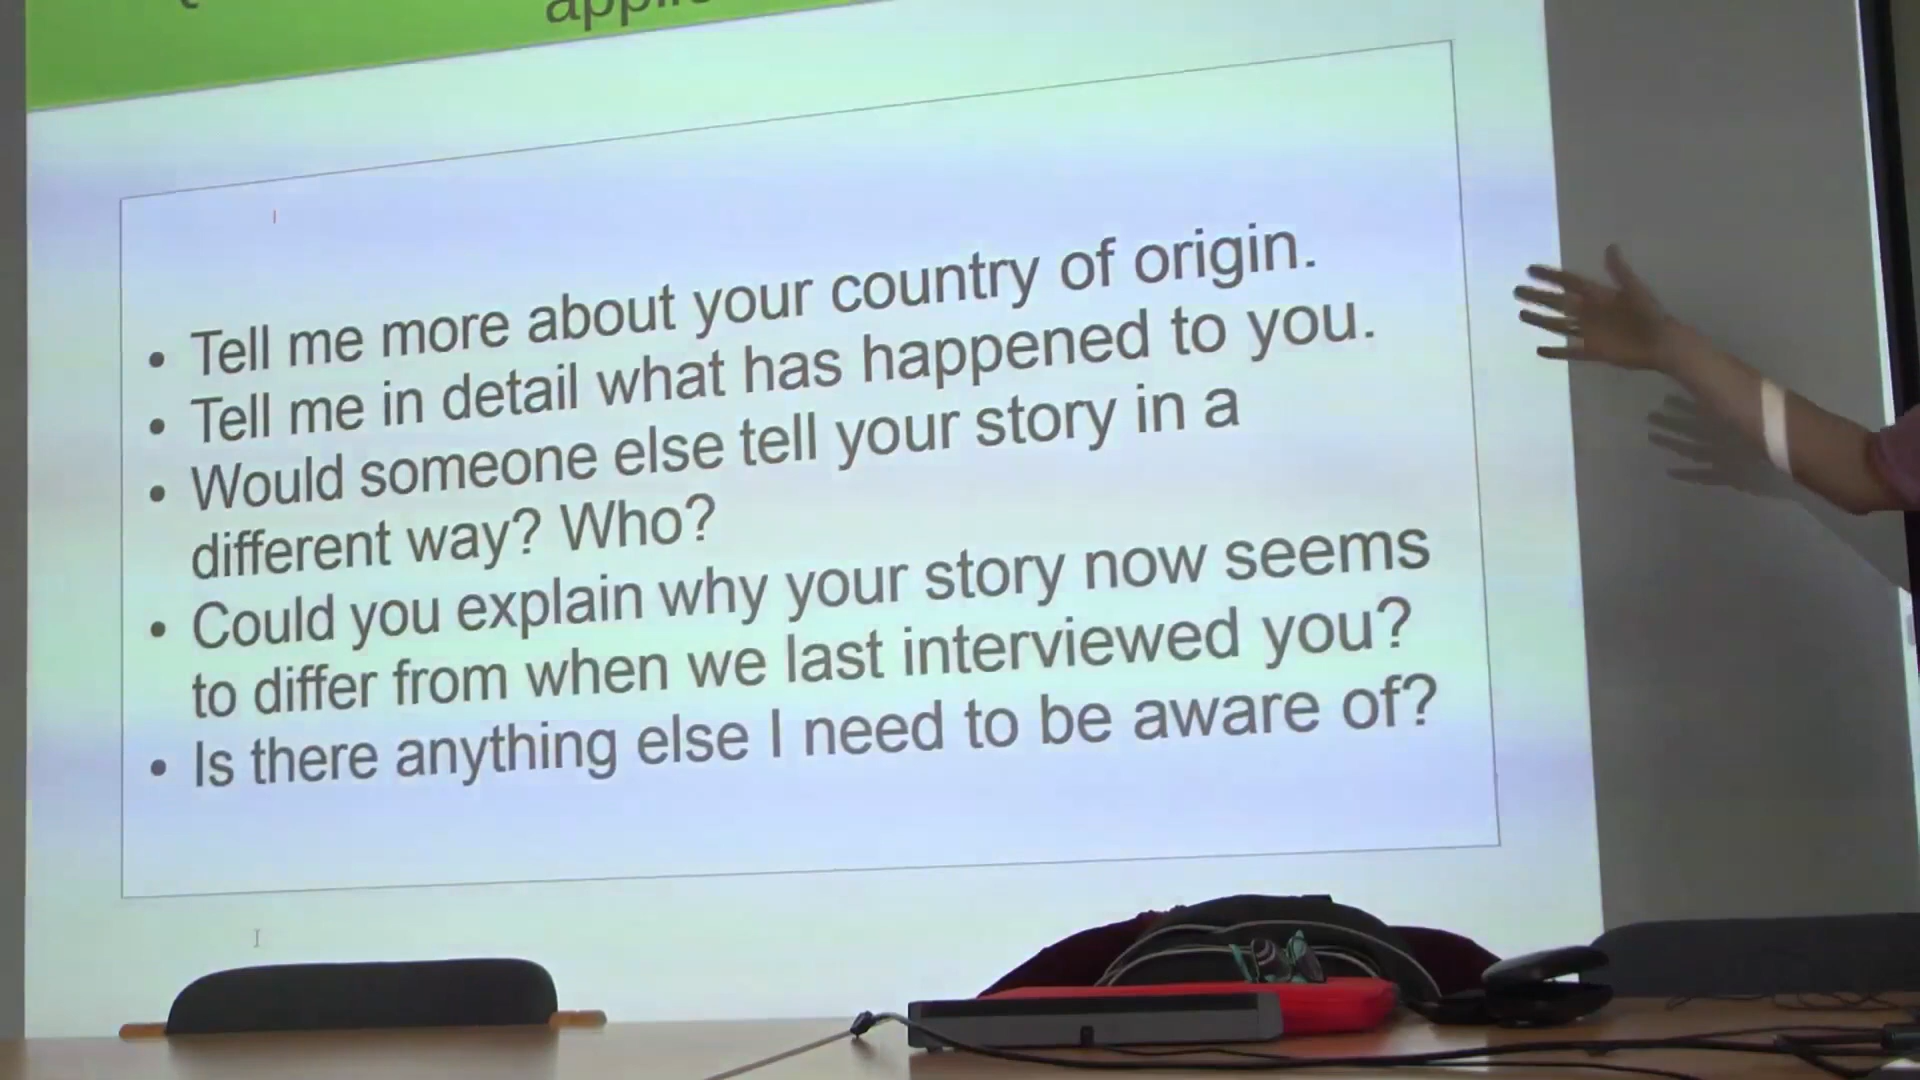 • Tell me more about your country of origin.
• Tell me in detail what has happened to you.
• Would someone else tell your story in a
different way? Who?
• Could you explain why your story now seems
to differ from when we last interviewed you?
• Is there anything else I need to be aware of?